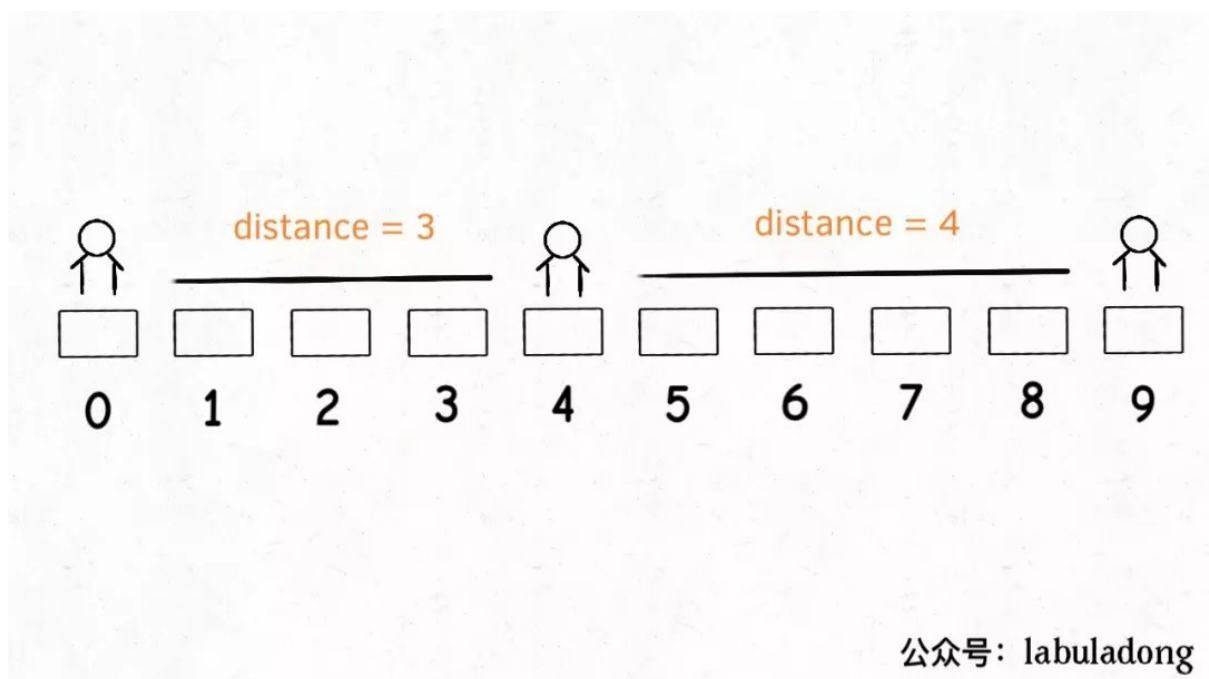 distance = 3
distance = 4
0 1 2 3 4 5 6 7 8 9
公众号：labuladong